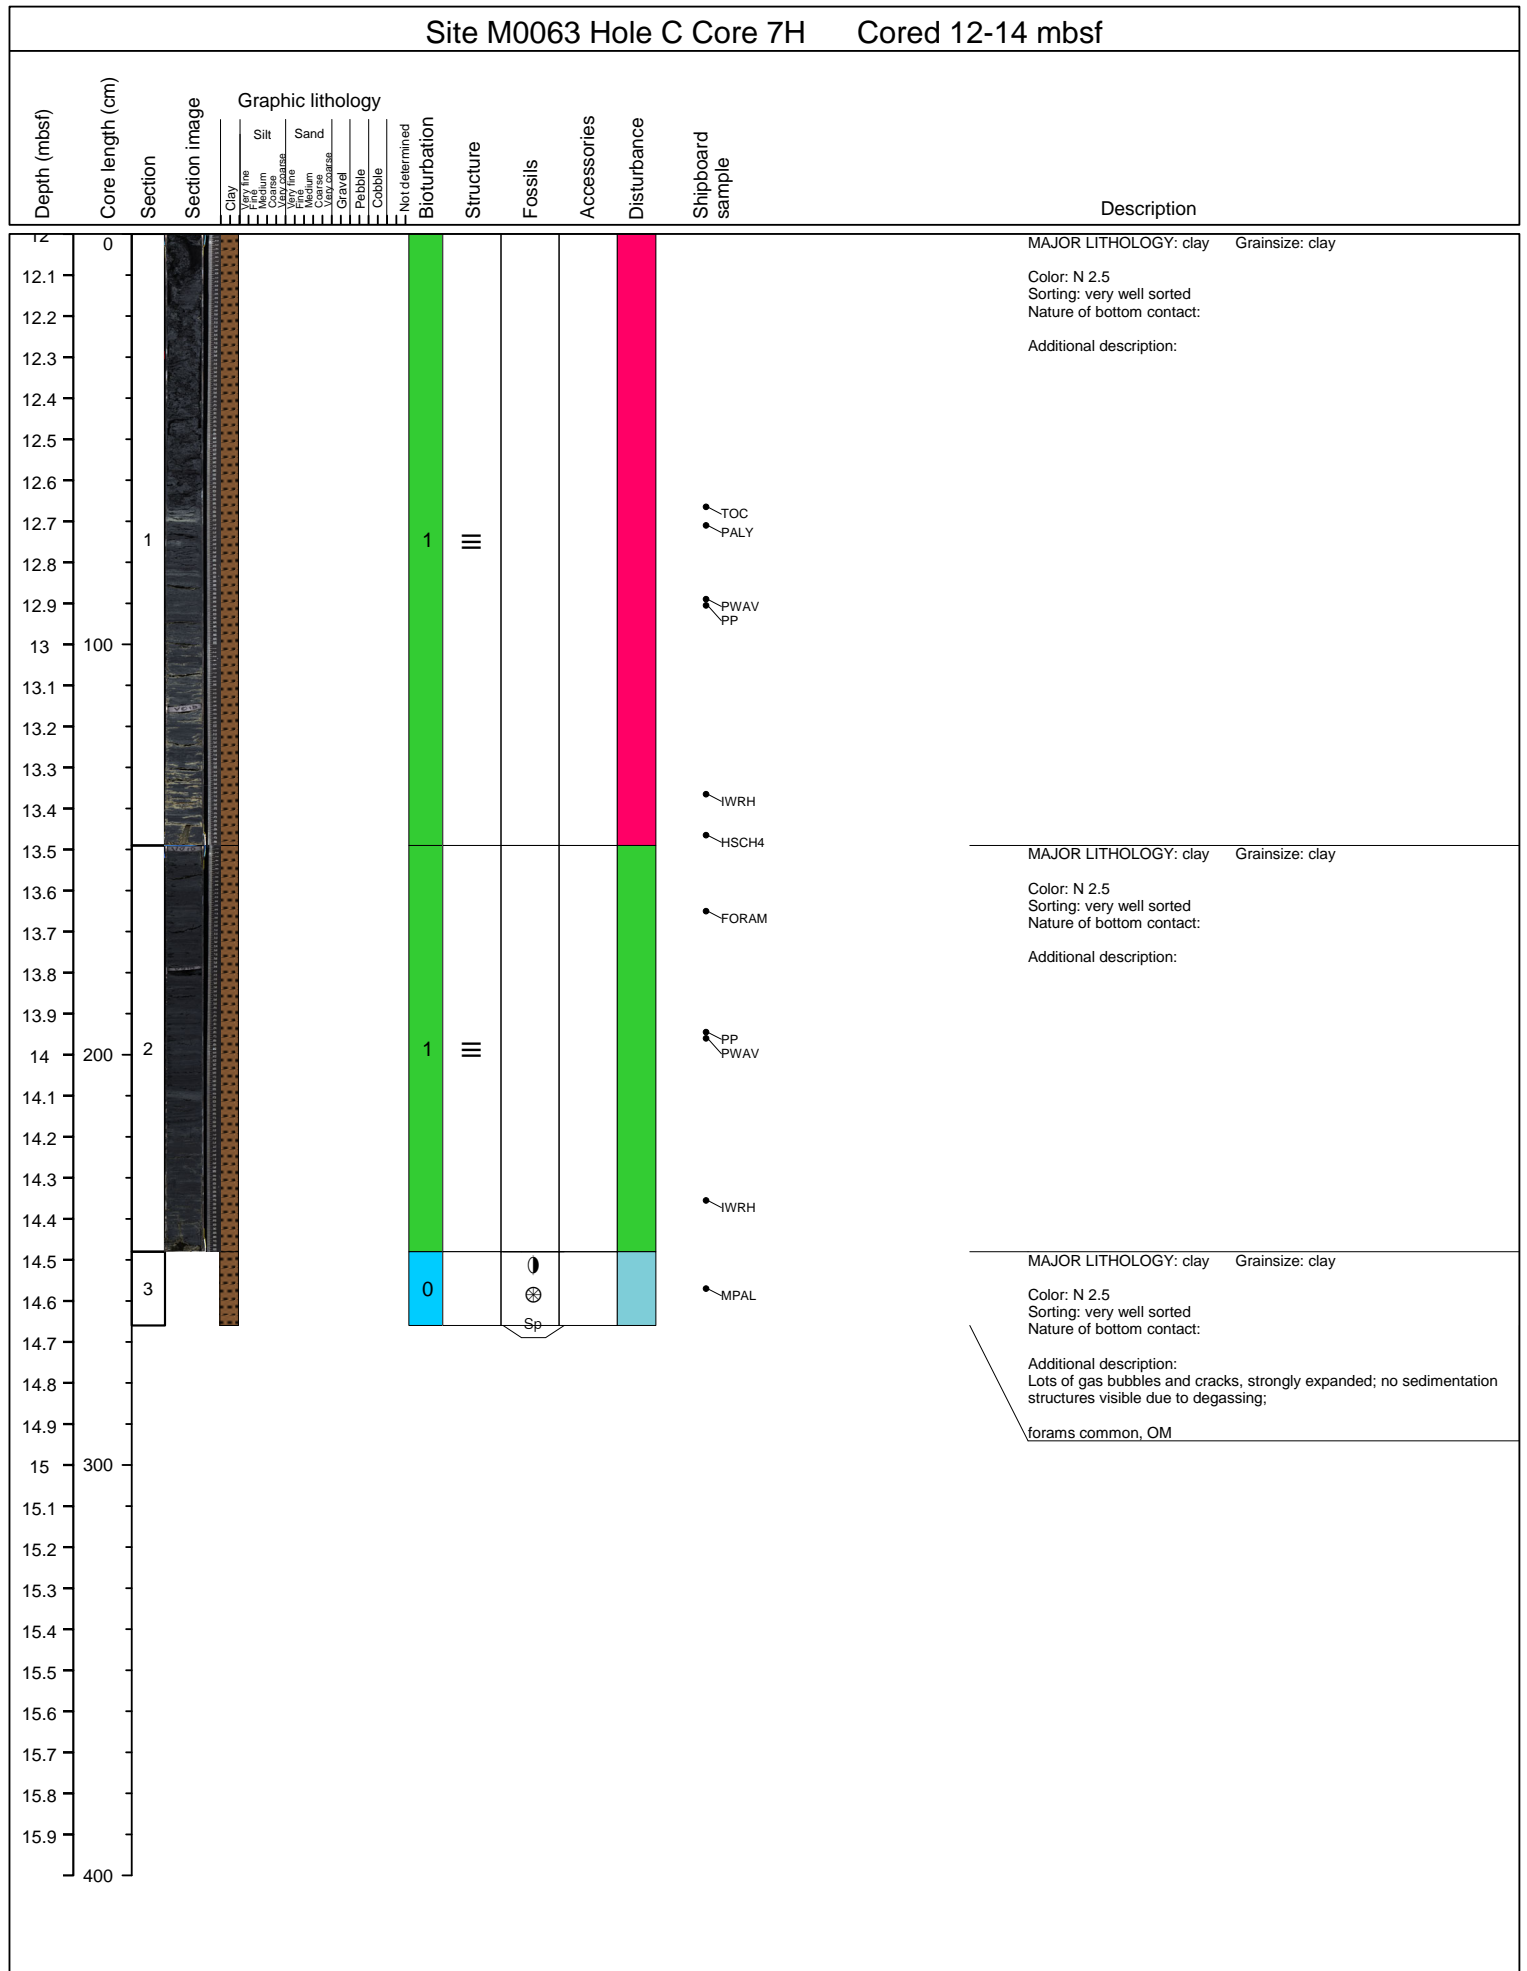 Site M0063 Hole C Core 7H Cored 12-14 mbsf
Depth (mbsf)
Core length (cm)
Section
Section image
Graphic lithology
Clay
Silt
Very fine
Fine
Medium
Coarse
Very coarse
Sand
Very fine
Fine
Medium
Coarse
Very coarse
Gravel
Pebble
Cobble
Not determined
Bioturbation
Structure
Fossils
Accessories
Disturbance
Shipboard
sample
Description
12 0
12.1
12.2
12.3
12.4
12.5
12.6
12.7
12.8
12.9
13 100
13.1
13.2
13.3
13.4
13.5
13.6
13.7
13.8
13.9
14 200
14.1
14.2
14.3
14.4
14.5
14.6
14.7
14.8
14.9
15 300
15.1
15.2
15.3
15.4
15.5
15.6
15.7
15.8
15.9
400
1
2
3
1
1
0
Sp
TOC
PALY
PWAV
PP
IWRH
HSCH4
FORAM
PP
PWAV
IWRH
MPAL
MAJOR LITHOLOGY: clay Grainsize: clay
Color: N 2.5
Sorting: very well sorted
Nature of bottom contact:
Additional description:
MAJOR LITHOLOGY: clay Grainsize: clay
Color: N 2.5
Sorting: very well sorted
Nature of bottom contact:
Additional description:
MAJOR LITHOLOGY: clay Grainsize: clay
Color: N 2.5
Sorting: very well sorted
Nature of bottom contact:
Additional description:
Lots of gas bubbles and cracks, strongly expanded; no sedimentation
structures visible due to degassing;
forams common, OM